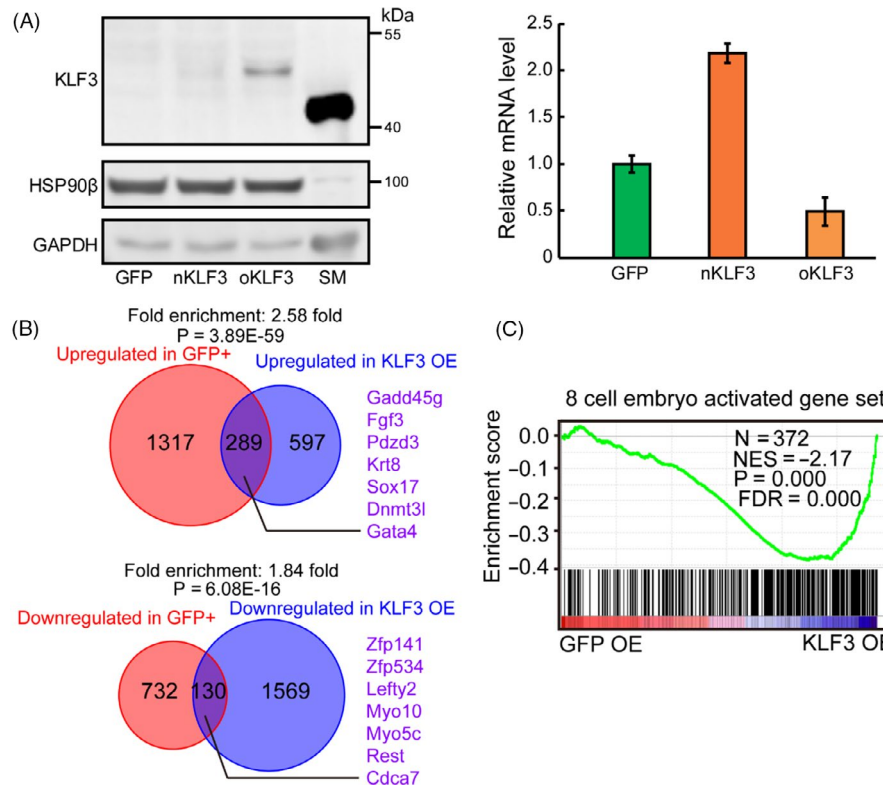 (A)
kDa
55
KLF3
40
HSP90β
100
GAPDH
GFP nKLF3 oKLF3 SM
Relative mRNA level
2.5
2.0
1.5
1.0
0.5
0
GFP nKLF3 oKLF3
(B)
Fold enrichment: 2.58 fold
P = 3.89E-59
Upregulated in GFP+
Upregulated in KLF3 OE
1317 289 597
Gadd45g
Fgf3
Pdzd3
Krt8
Sox17
Dnmt3l
Gata4
Fold enrichment: 1.84 fold
P = 6.08E-16
Downregulated in GFP+
Downregulated in KLF3 OE
732 130 1569
Zfp141
Zfp534
Lefty2
Myo10
Myo5c
Rest
Cdca7
(C)
8 cell embryo activated gene set
Enrichment score
0.0
−0.1
−0.2
−0.3
−0.4
N = 372
NES = −2.17
P = 0.000
FDR = 0.000
GFP OE KLF3 OE